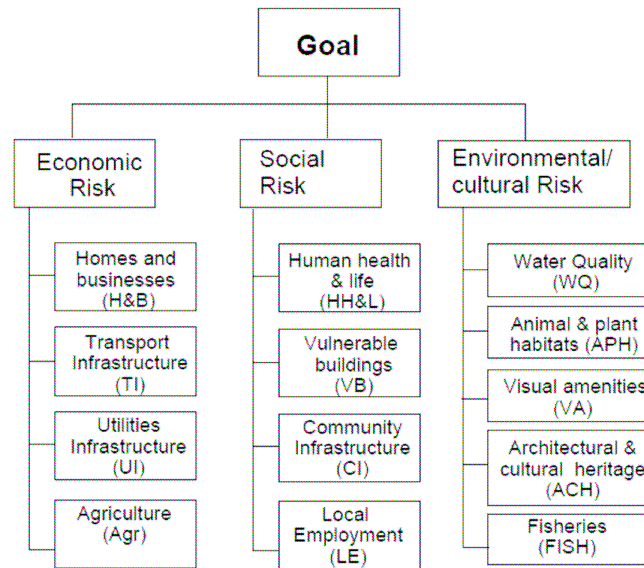 Goal
Economic
Risk
Social
Risk
Environmental/
cultural Risk
Homes and
businesses
(H&B)
Transport
Infrastructure
(TI)
Utilities
Infrastructure
(UI)
Agriculture
(Agr)
Human health
& life
(HH&L)
Vulnerable
buildings
(VB)
Community
Infrastructure
(CI)
Local
Employment
(LE)
Water Quality
(WQ)
Animal & plant
habitats (APH)
Visual amenities
(VA)
Architectural &
cultural heritage
(ACH)
Fisheries
(FISH)